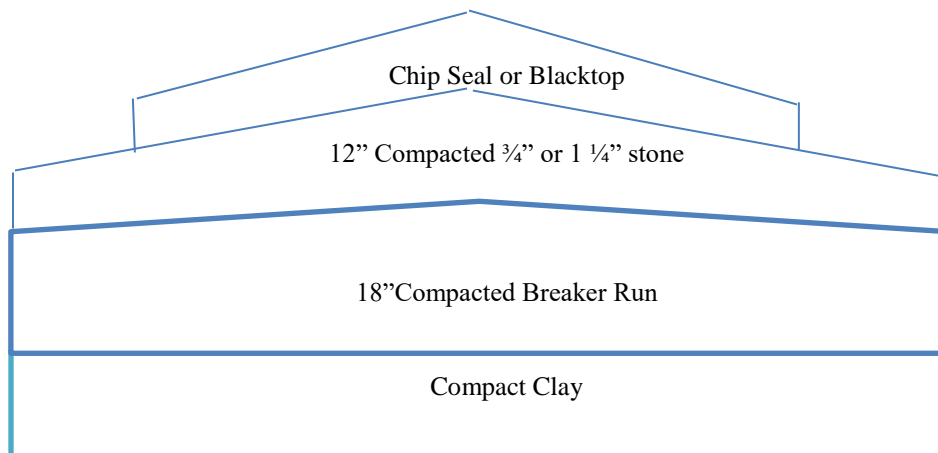 Chip Seal or Blacktop
12” Compacted ¾” or 1 ¼” stone
18”Compacted Breaker Run
Compact Clay